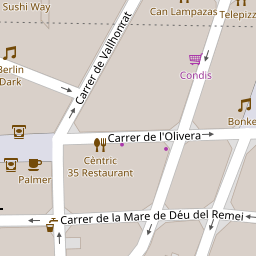 Sushi Way
Can Lampazas
Telepizz
Carrer de Vallhonrat
Condis
Berlin
Dark
Bonke
Carrer de l'Olivera
Cèntric
35 Restaurant
Palmer
Carrer de la Mare de Déu del Remei